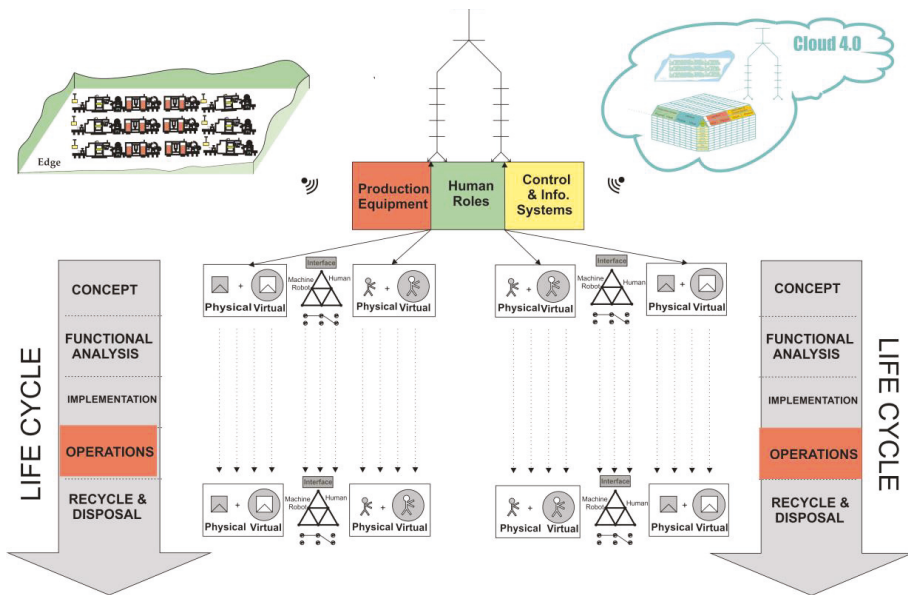 Cloud 4.0
Edge
Production
Equipment
Human
Roles
Control
& Info.
Systems
LIFE CYCLE
CONCEPT
FUNCTIONAL
ANALYSIS
IMPLEMENTATION
OPERATIONS
RECYCLE &
DISPOSAL
Physical + Virtual
Interface
Machine
Robot
Human
Physical + Virtual
Physical + Virtual
Interface
Machine
Robot
Human
Physical + Virtual
Physical + Virtual
Interface
Machine
Robot
Human
Physical + Virtual
Physical + Virtual
Interface
Machine
Robot
Human
Physical + Virtual
CONCEPT
FUNCTIONAL
ANALYSIS
IMPLEMENTATION
OPERATIONS
RECYCLE &
DISPOSAL
LIFE CYCLE